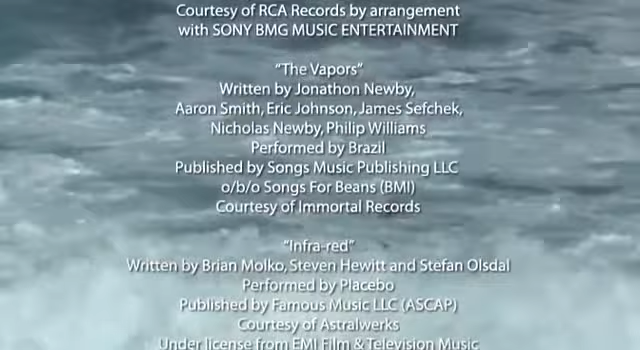 Courtesy of RCA Records by arrangement
with SONY BMG MUSIC ENTERTAINMENT
“The Vapors”
Written by Jonathon Newby,
Aaron Smith, Eric Johnson, James Sefchek,
Nicholas Newby, Philip Williams
Performed by Brazil
Published by Songs Music Publishing LLC
o/b/o Songs For Beans (BMI)
Courtesy of Immortal Records
“Infra-red”
Written by Brian Molko, Steven Hewitt and Stefan Olsdal
Performed by Placebo
Published by Famous Music LLC (ASCAP)
Courtesy of Astralwerks
Under license from EMI Film & Television Music